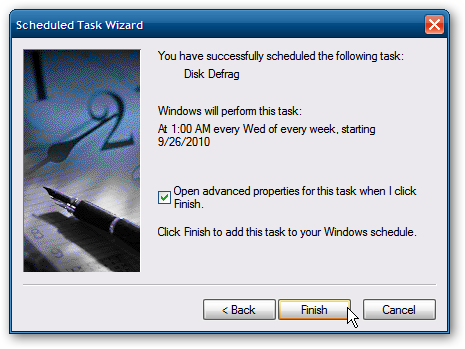 Scheduled Task Wizard
You have successfully scheduled the following task:
Disk Defrag
Windows will perform this task:
At 1:00 AM every Wed of every week, starting
9/26/2010
Open advanced properties for this task when I click
Finish.
Click Finish to add this task to your Windows schedule.
< Back
Finish
Cancel